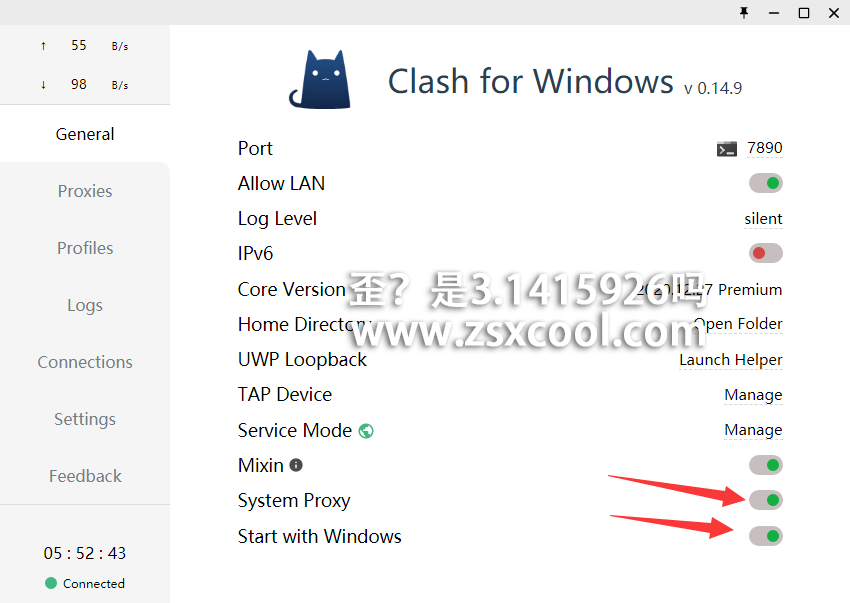 ↑ 55 B/s
↓ 98 B/s
General
Proxies
Profiles
Logs
Connections
Settings
Feedback
05 : 52 : 43
Connected
Clash for Windows v 0.14.9
Port 7890
Allow LAN
Log Level silent
IPv6
Core Version 2020.12.27 Premium
Home Directory Open Folder
UWP Loopback Launch Helper
TAP Device Manage
Service Mode Manage
Mixin
System Proxy
Start with Windows
歪？是3.1415926吗
www.zsxcool.com